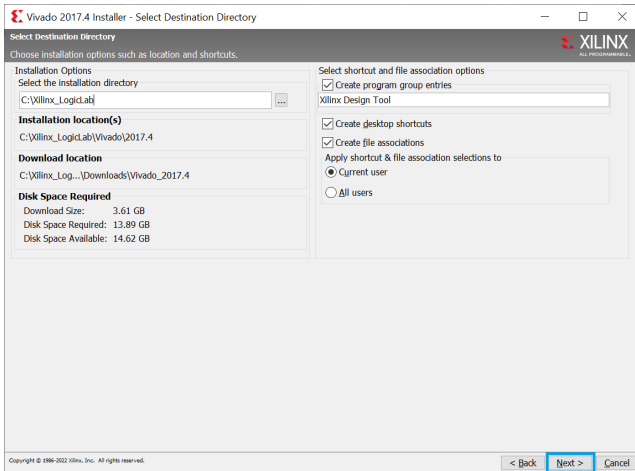 Vivado 2017.4 Installer - Select Destination Directory
Select Destination Directory
Choose installation options such as location and shortcuts.
XILINX
ALL PROGRAMMABLE.
Installation Options
Select the installation directory
C:\Xilinx_LogicLab
...
Installation location(s)
C:\Xilinx_LogicLab\Vivado\2017.4
Download location
C:\Xilinx_Log...\Downloads\Vivado_2017.4
Disk Space Required
Download Size: 3.61 GB
Disk Space Required: 13.89 GB
Disk Space Available: 14.62 GB
Select shortcut and file association options
Create program group entries
Xilinx Design Tool
Create desktop shortcuts
Create file associations
Apply shortcut & file association selections to
Current user
All users
Copyright © 1986-2022 Xilinx, Inc. All rights reserved.
< Back
Next >
Cancel